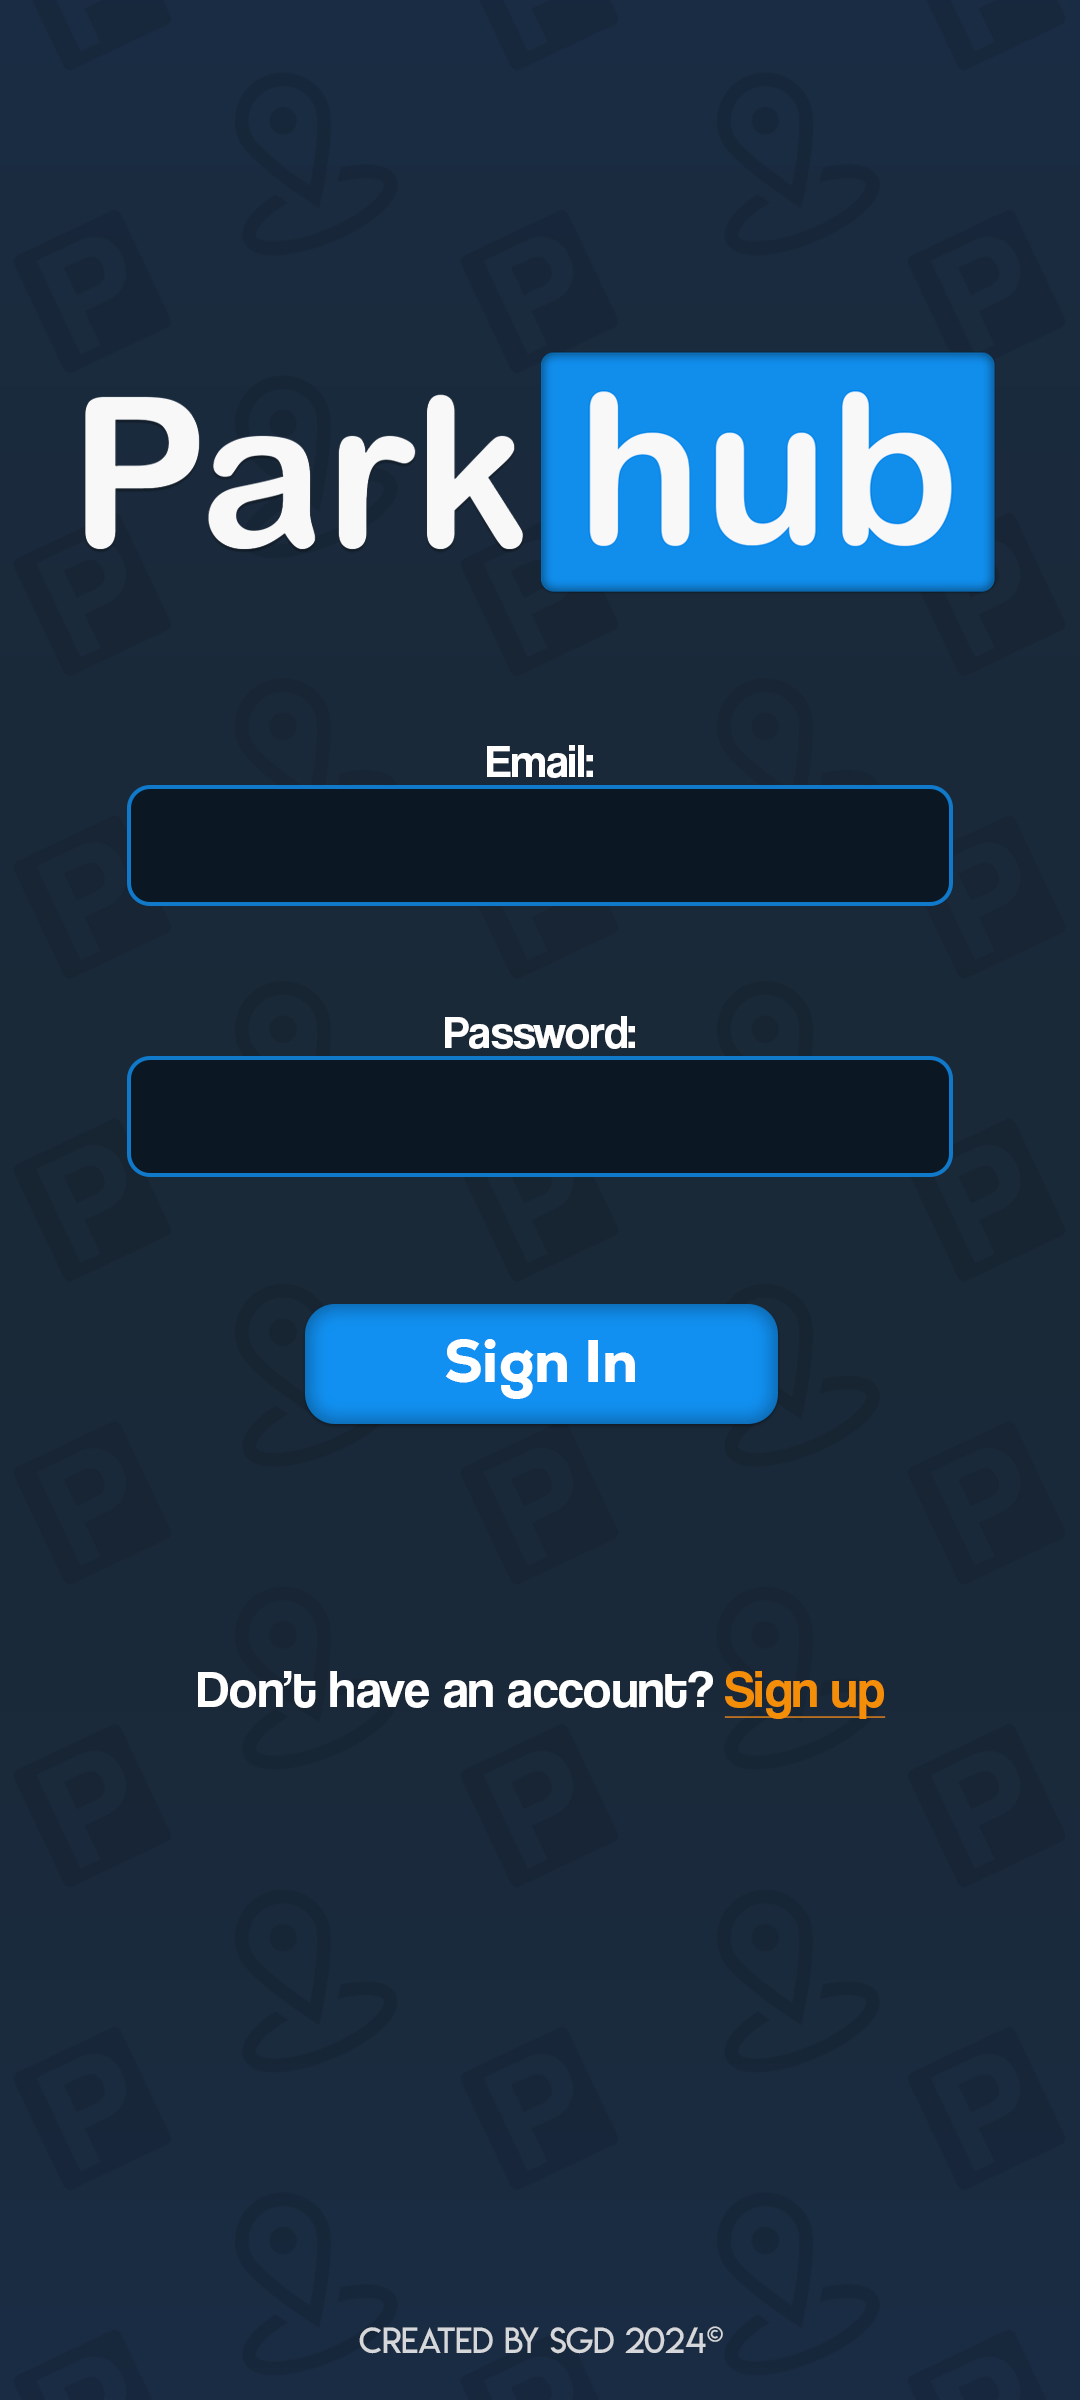 Park hub
Email:
Password:
Sign In
Don’t have an account? Sign up
CREATED BY SGD 2024©